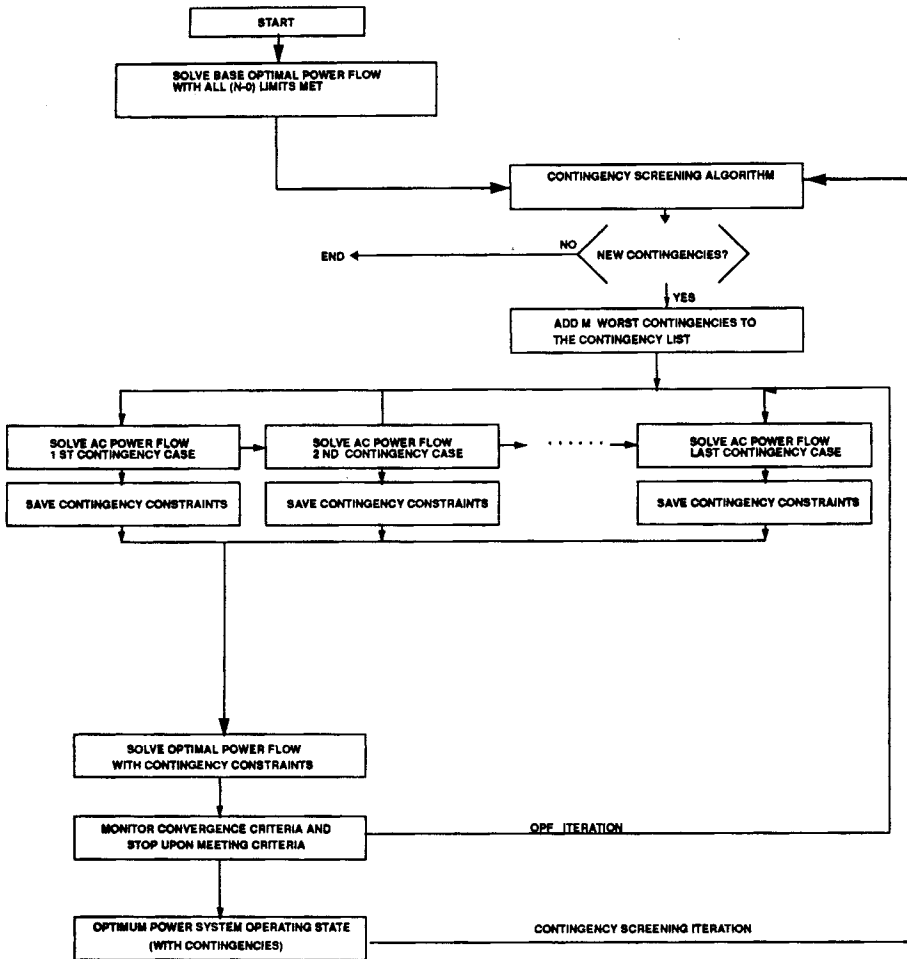 START
SOLVE BASE OPTIMAL POWER FLOW
WITH ALL (N-0) LIMITS MET
CONTINGENCY SCREENING ALGORITHM
NO
END
NEW CONTINGENCIES?
YES
ADD M WORST CONTINGENCIES TO
THE CONTINGENCY LIST
SOLVE AC POWER FLOW
1 ST CONTINGENCY CASE
SOLVE AC POWER FLOW
2 ND CONTINGENCY CASE
. . . . . .
SOLVE AC POWER FLOW
LAST CONTINGENCY CASE
SAVE CONTINGENCY CONSTRAINTS
SAVE CONTINGENCY CONSTRAINTS
SAVE CONTINGENCY CONSTRAINTS
SOLVE OPTIMAL POWER FLOW
WITH CONTINGENCY CONSTRAINTS
MONITOR CONVERGENCE CRITERIA AND
STOP UPON MEETING CRITERIA
OPF ITERATION
OPTIMUM POWER SYSTEM OPERATING STATE
(WITH CONTINGENCIES)
CONTINGENCY SCREENING ITERATION